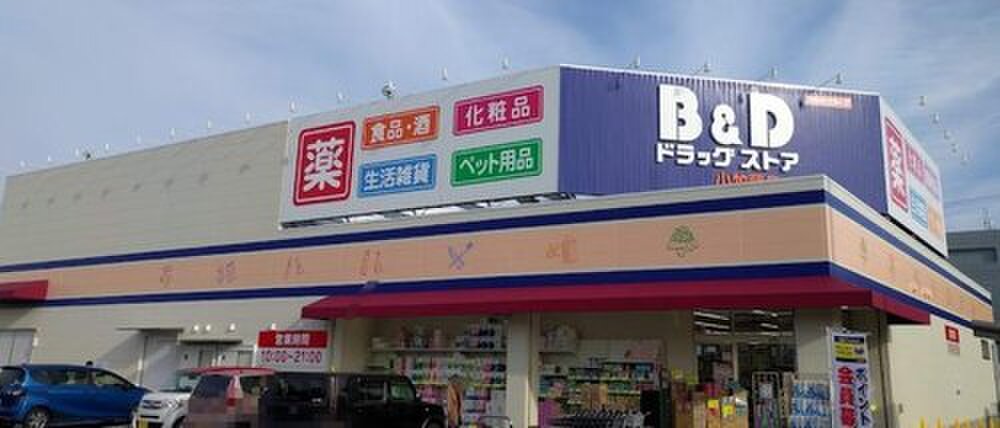 薬
食品・酒
化粧品
生活雑貨
ペット用品
B&D
ドラッグストア
薬
営業時間
10:00~21:00
ポイント
会員募